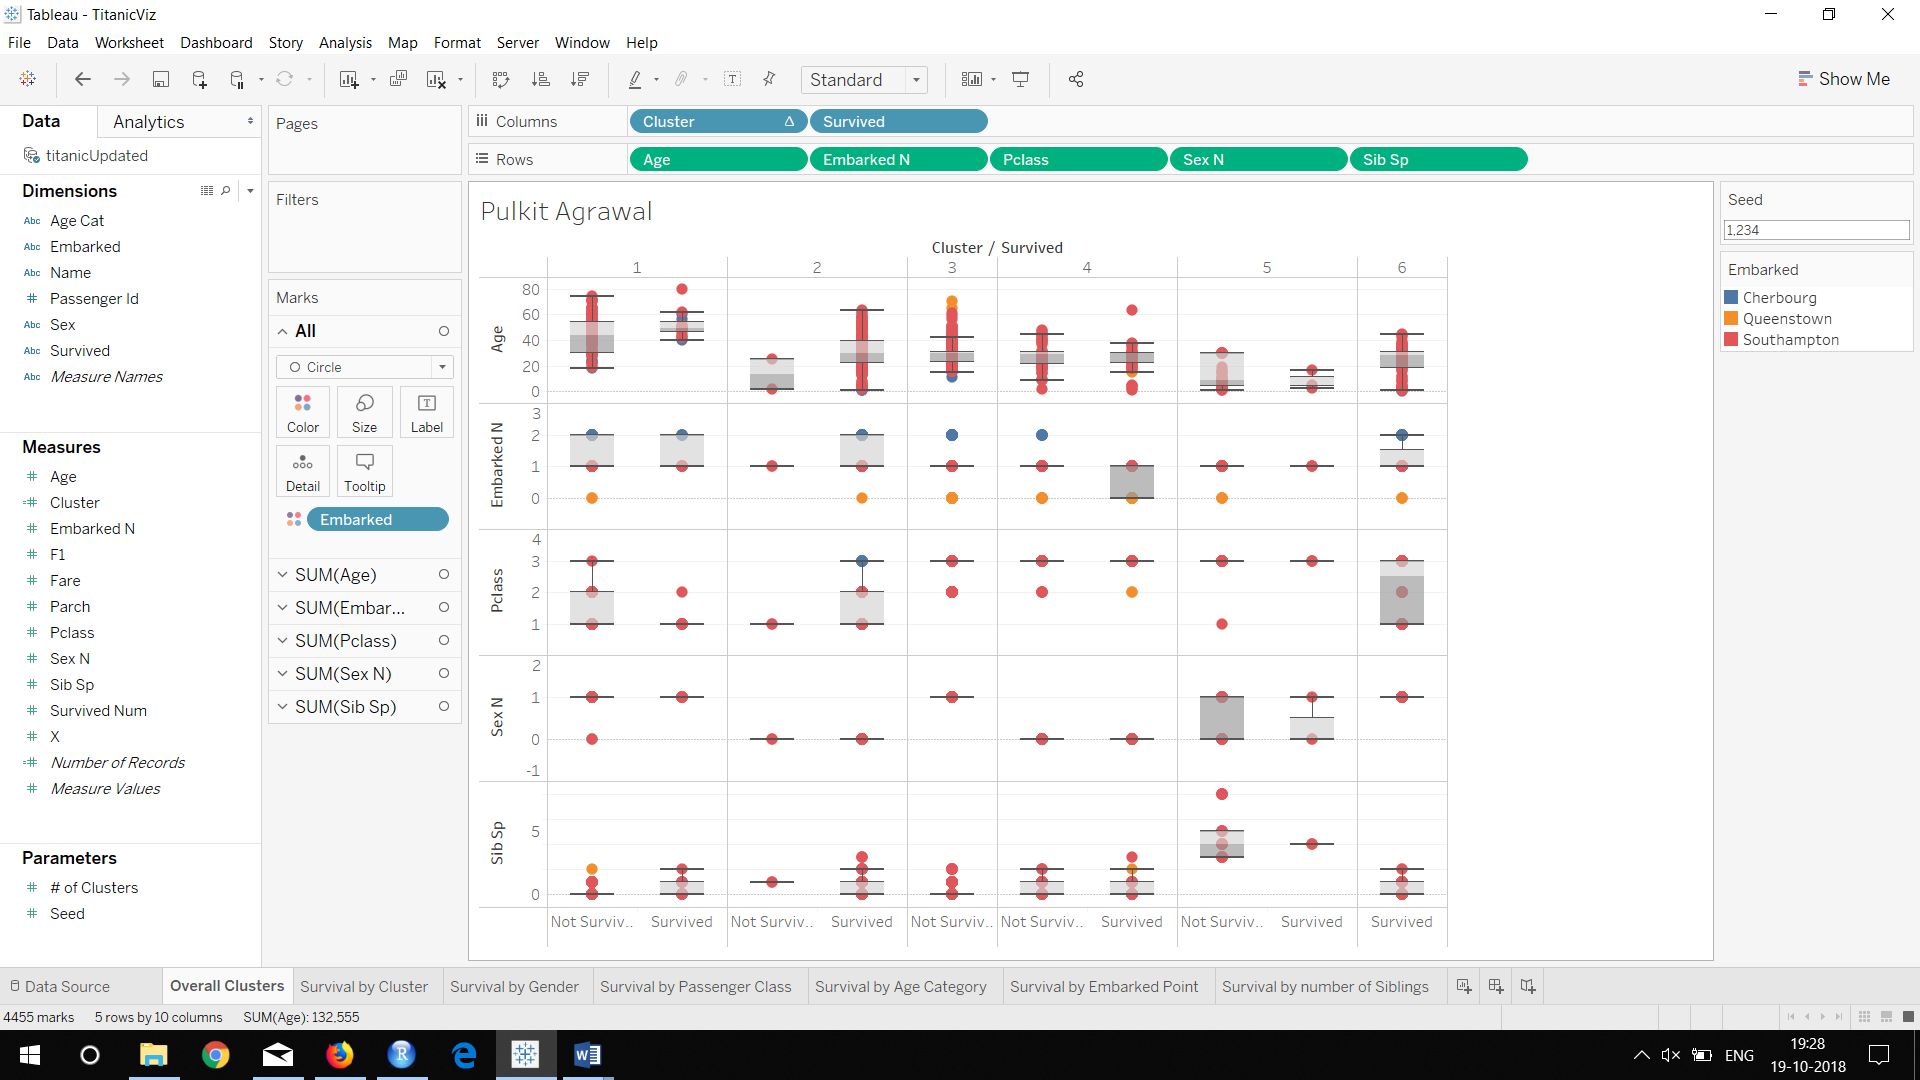 Tableau - TitanicViz
File Data Worksheet Dashboard Story Analysis Map Format Server Window Help
Standard
Show Me
Data Analytics
titanicUpdated
Dimensions
Abc Age Cat
Abc Embarked
Abc Name
# Passenger Id
Abc Sex
Abc Survived
Abc Measure Names
Measures
# Age
=# Cluster
# Embarked N
# F1
# Fare
# Parch
# Pclass
# Sex N
# Sib Sp
# Survived Num
# X
=# Number of Records
# Measure Values
Parameters
# # of Clusters
# Seed
Pages
Filters
Marks
All
Circle
Color Size Label
Detail Tooltip
Embarked
SUM(Age)
SUM(Embar...
SUM(Pclass)
SUM(Sex N)
SUM(Sib Sp)
Columns Cluster Δ Survived
Rows Age Embarked N Pclass Sex N Sib Sp
Pulkit Agrawal
Cluster / Survived
1 2 3 4 5 6
Age
80
60
40
20
0
Embarked N
3
2
1
0
Pclass
4
3
2
1
Sex N
2
1
0
-1
Sib Sp
5
0
Not Surviv.. Survived Not Surviv.. Survived Not Surviv.. Not Surviv.. Survived Not Surviv.. Survived Survived
Seed
1,234
Embarked
Cherbourg
Queenstown
Southampton
Data Source Overall Clusters Survival by Cluster Survival by Gender Survival by Passenger Class Survival by Age Category Survival by Embarked Point Survival by number of Siblings
4455 marks 5 rows by 10 columns SUM(Age): 132,555
ENG
19:28
19-10-2018